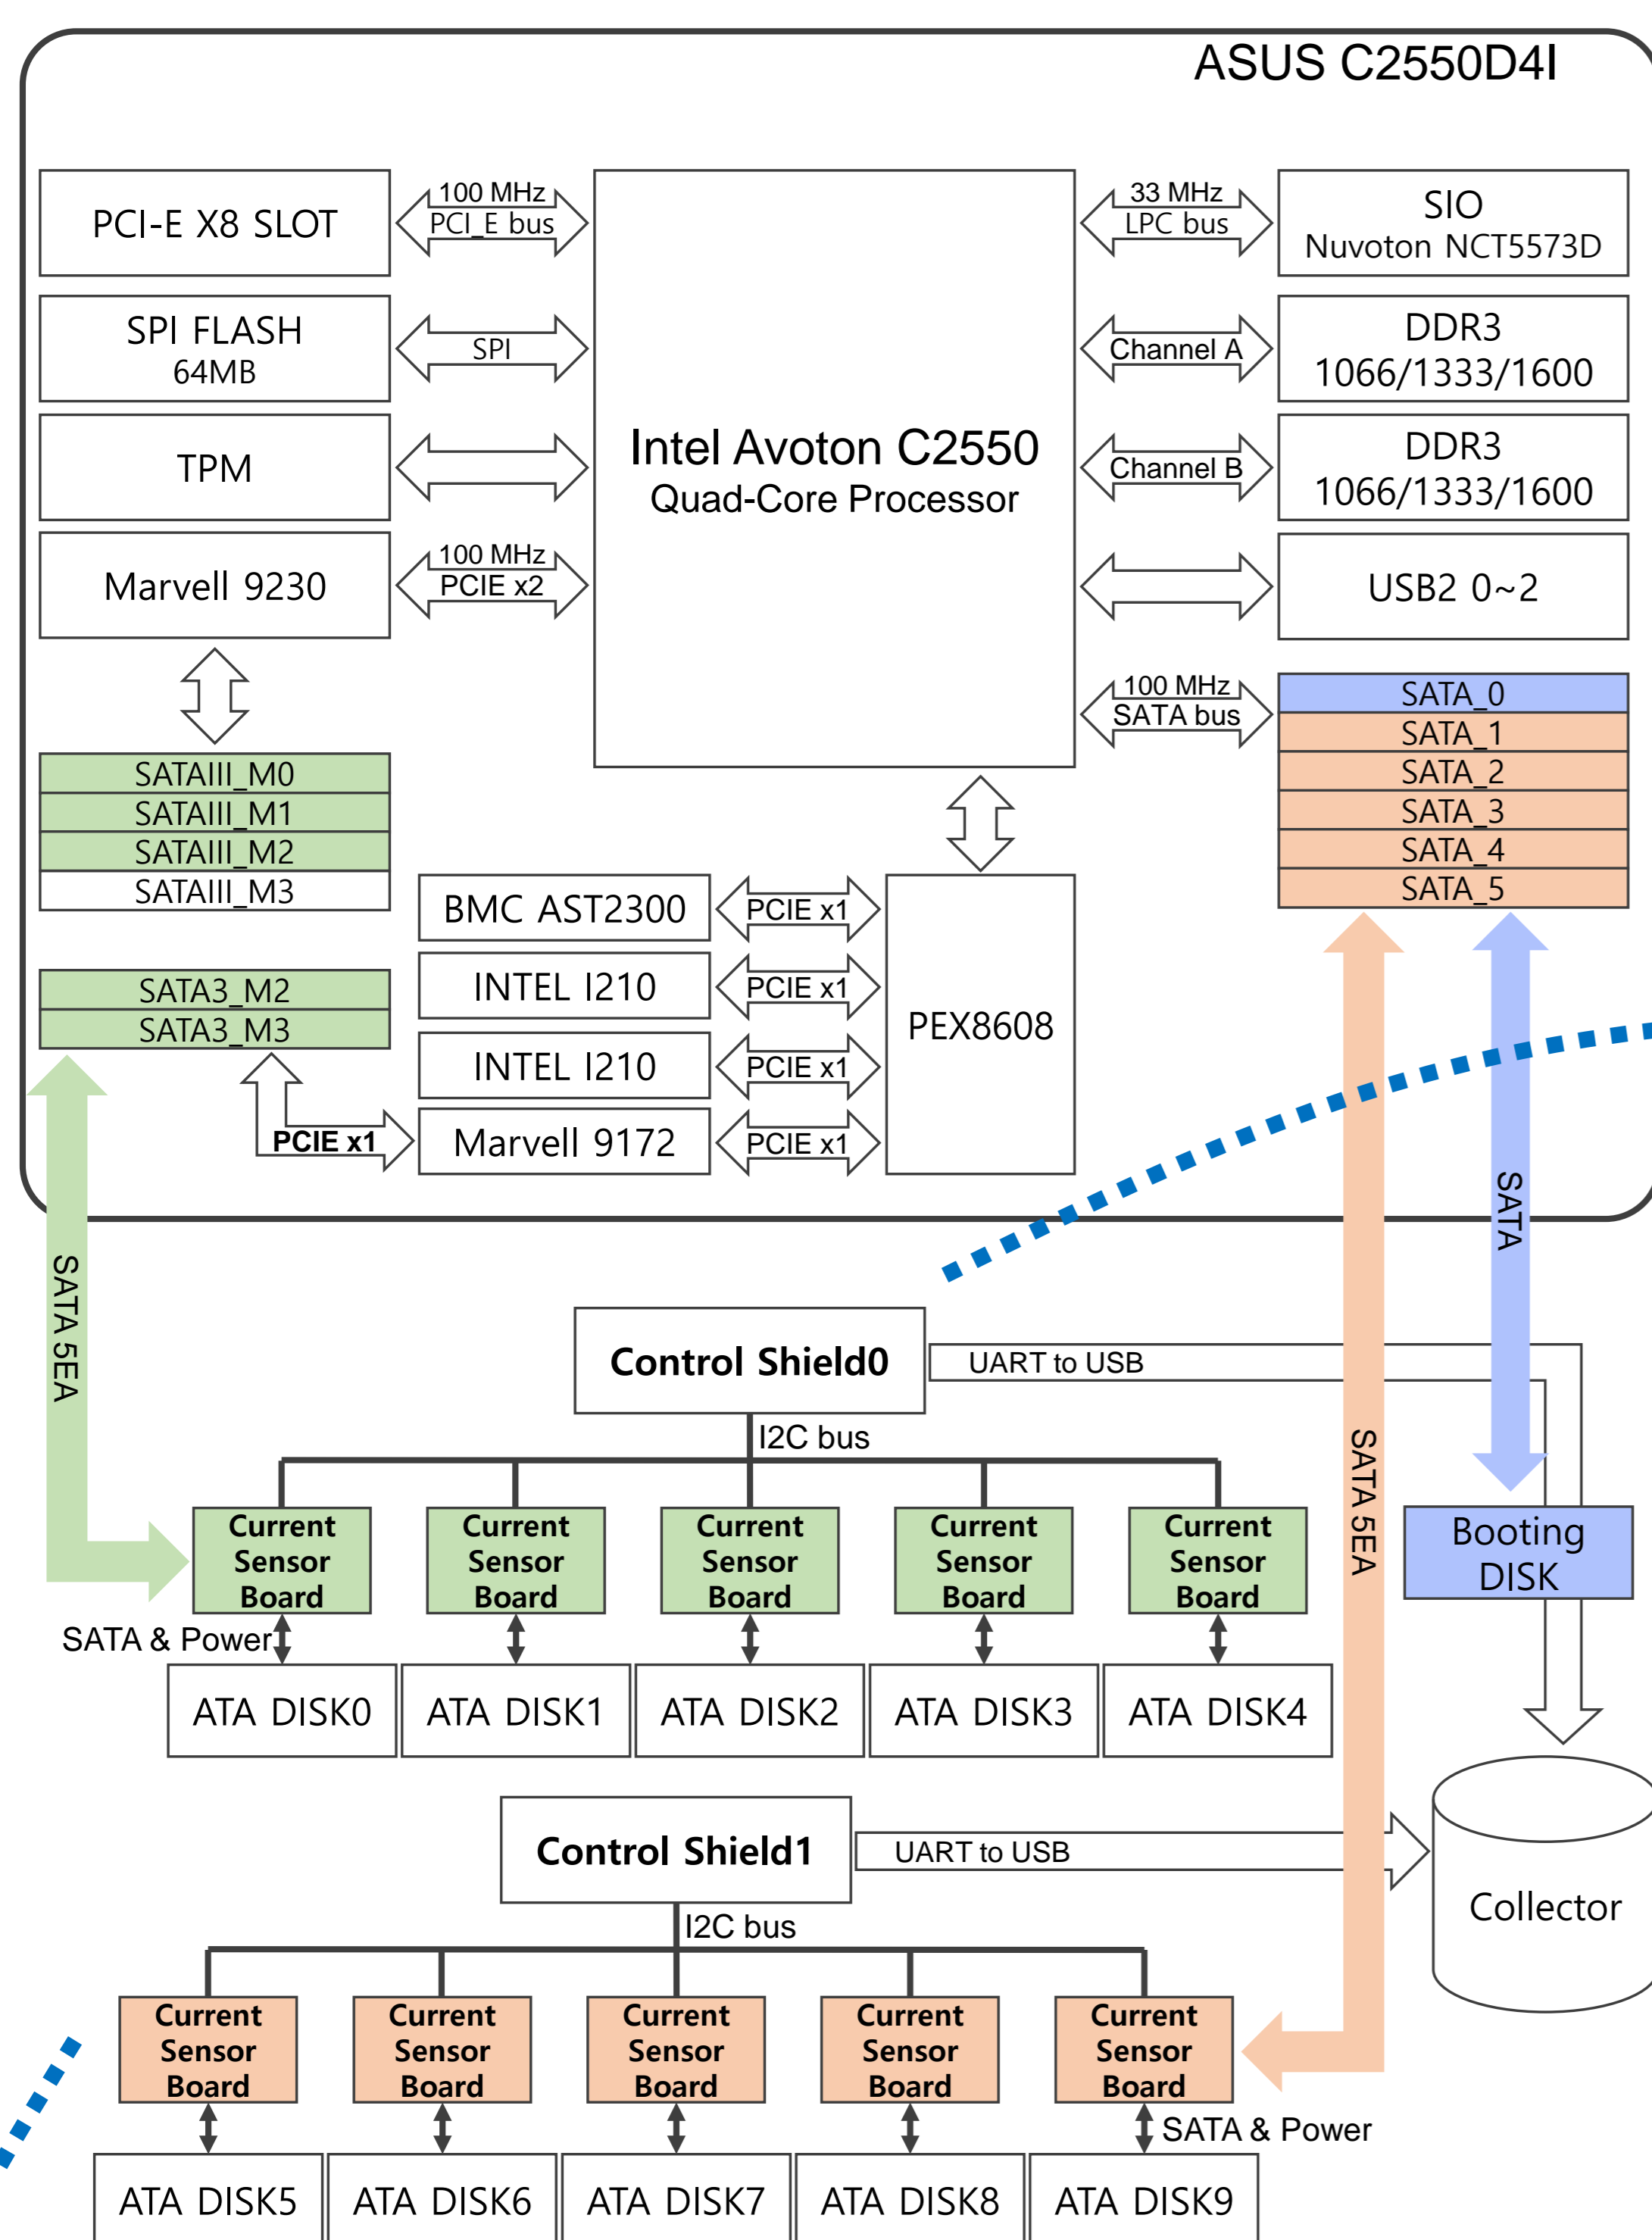 ASUS C2550D4I
PCI-E X8 SLOT
100 MHz
PCI_E bus
SPI FLASH
64MB
SPI
TPM
Marvell 9230
100 MHz
PCIE x2
Intel Avoton C2550
Quad-Core Processor
33 MHz
LPC bus
SIO
Nuvoton NCT5573D
Channel A
DDR3
1066/1333/1600
Channel B
DDR3
1066/1333/1600
USB2 0~2
100 MHz
SATA bus
SATA_0
SATA_1
SATA_2
SATA_3
SATA_4
SATA_5
SATAIII_M0
SATAIII_M1
SATAIII_M2
SATAIII_M3
SATA3_M2
SATA3_M3
PCIE x1
BMC AST2300
PCIE x1
INTEL I210
PCIE x1
INTEL I210
PCIE x1
Marvell 9172
PCIE x1
PEX8608
SATA 5EA
SATA
SATA 5EA
Control Shield0
UART to USB
I2C bus
Current
Sensor
Board
Current
Sensor
Board
Current
Sensor
Board
Current
Sensor
Board
Current
Sensor
Board
Booting
DISK
SATA & Power
ATA DISK0
ATA DISK1
ATA DISK2
ATA DISK3
ATA DISK4
Control Shield1
UART to USB
Collector
I2C bus
Current
Sensor
Board
Current
Sensor
Board
Current
Sensor
Board
Current
Sensor
Board
Current
Sensor
Board
SATA & Power
ATA DISK5
ATA DISK6
ATA DISK7
ATA DISK8
ATA DISK9